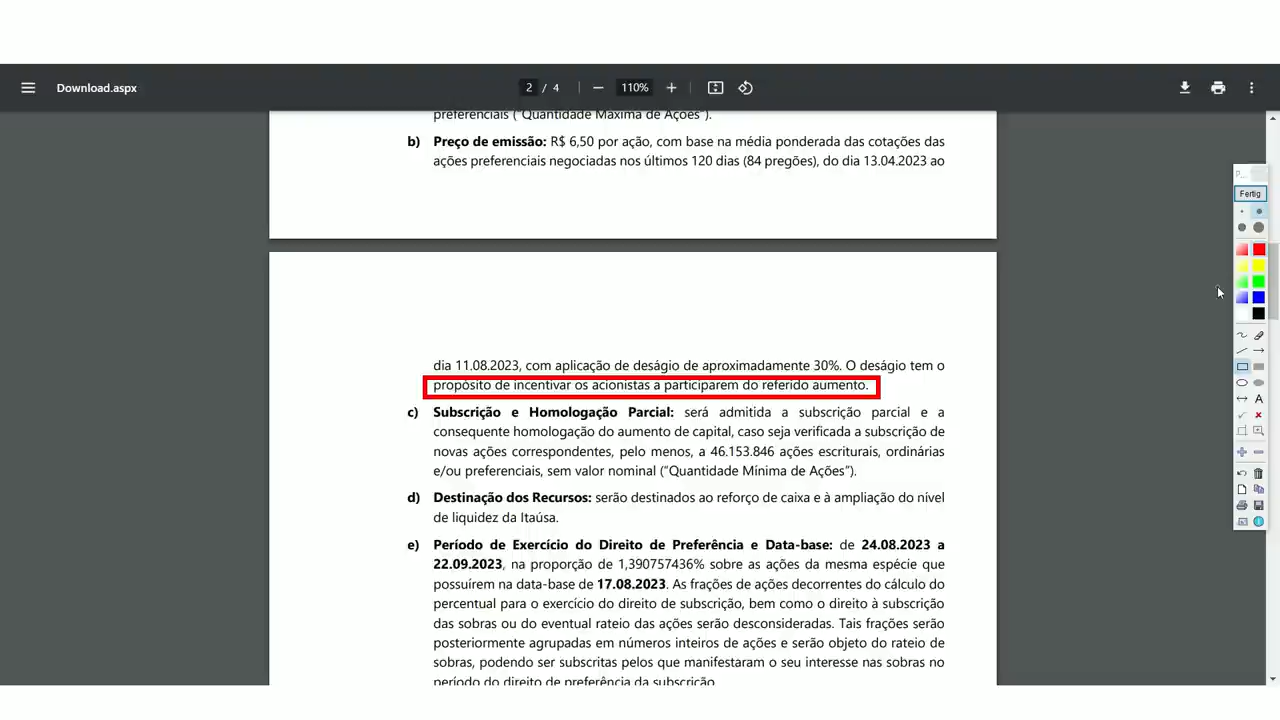 Download.aspx
2 / 4
110%
preferenciais ("Quantidade Máxima de Ações").
b) Preço de emissão: R$ 6,50 por ação, com base na média ponderada das cotações das
ações preferenciais negociadas nos últimos 120 dias (84 pregões), do dia 13.04.2023 ao
dia 11.08.2023, com aplicação de deságio de aproximadamente 30%. O deságio tem o
propósito de incentivar os acionistas a participarem do referido aumento.
c) Subscrição e Homologação Parcial: será admitida a subscrição parcial e a
consequente homologação do aumento de capital, caso seja verificada a subscrição de
novas ações correspondentes, pelo menos, a 46.153.846 ações escriturais, ordinárias
e/ou preferenciais, sem valor nominal ("Quantidade Mínima de Ações").
d) Destinação dos Recursos: serão destinados ao reforço de caixa e à ampliação do nível
de liquidez da Itaúsa.
e) Período de Exercício do Direito de Preferência e Data-base: de 24.08.2023 a
22.09.2023, na proporção de 1,390757436% sobre as ações da mesma espécie que
possuírem na data-base de 17.08.2023. As frações de ações decorrentes do cálculo do
percentual para o exercício do direito de subscrição, bem como o direito à subscrição
das sobras ou do eventual rateio das ações serão desconsideradas. Tais frações serão
posteriormente agrupadas em números inteiros de ações e serão objeto do rateio de
sobras, podendo ser subscritas pelos que manifestaram o seu interesse nas sobras no
período do direito de preferência da subscrição.
P...
Fertig
A